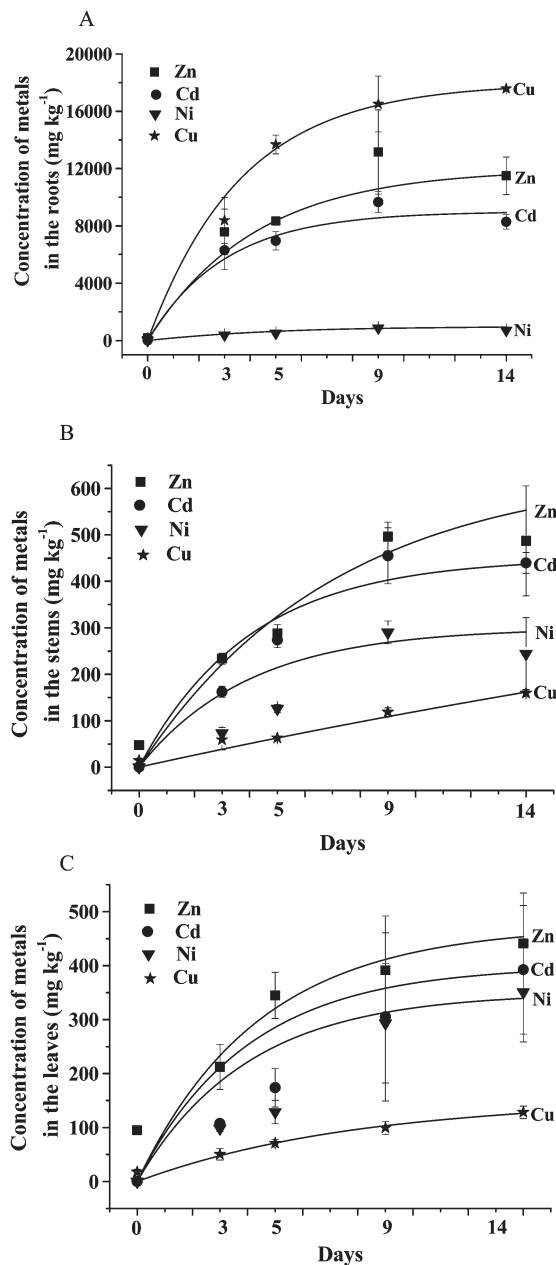 A
Concentration of metals
in the roots (mg kg⁻¹)
20000
16000
12000
8000
4000
0
Zn
Cd
Ni
Cu
Cu
Zn
Cd
Ni
0 3 5 9 14
Days
B
Concentration of metals
in the stems (mg kg⁻¹)
600
500
400
300
200
100
0
Zn
Cd
Ni
Cu
Zn
Cd
Ni
Cu
0 3 5 9 14
Days
C
Concentration of metals
in the leaves (mg kg⁻¹)
500
400
300
200
100
0
Zn
Cd
Ni
Cu
Zn
Cd
Ni
Cu
0 3 5 9 14
Days